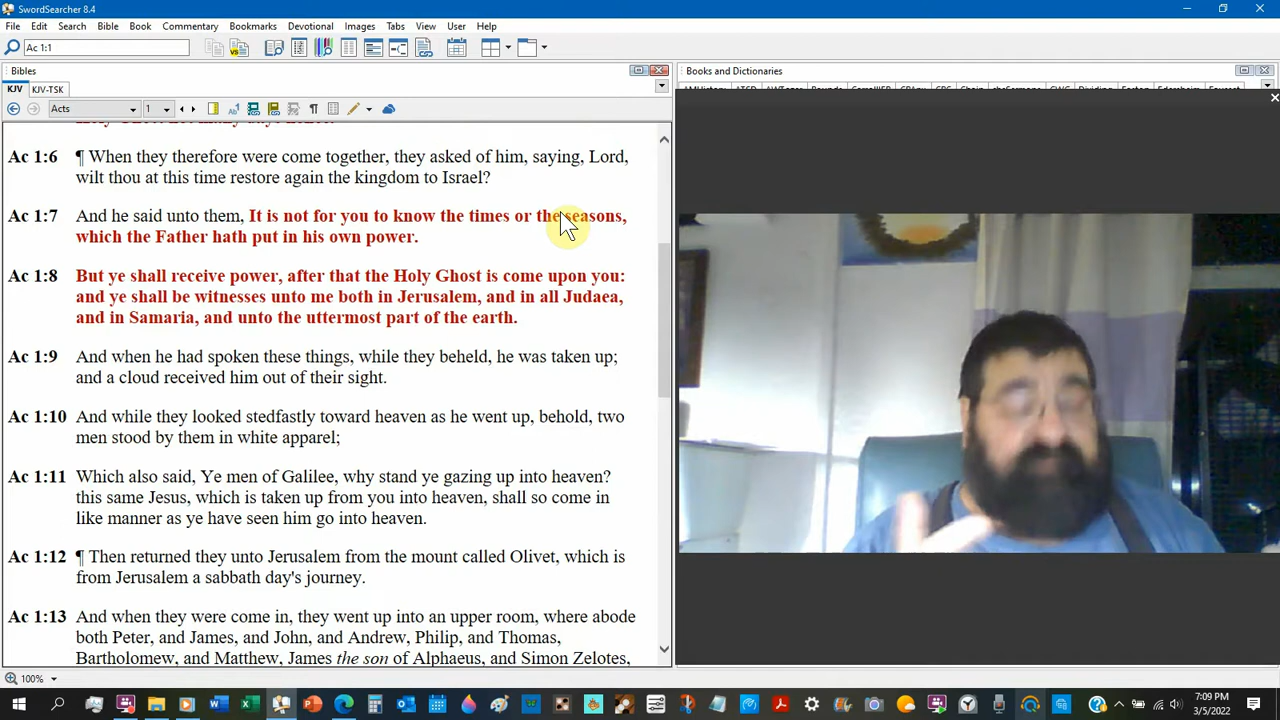 SwordSearcher 8.4
File Edit Search Bible Book Commentary Bookmarks Devotional Images Tabs View User Help
Ac 1:1
Bibles
Books and Dictionaries
KJV KJV-TSK
Acts 1
Ac 1:6 ¶ When they therefore were come together, they asked of him, saying, Lord,
wilt thou at this time restore again the kingdom to Israel?
Ac 1:7 And he said unto them, It is not for you to know the times or the seasons,
which the Father hath put in his own power.
Ac 1:8 But ye shall receive power, after that the Holy Ghost is come upon you:
and ye shall be witnesses unto me both in Jerusalem, and in all Judaea,
and in Samaria, and unto the uttermost part of the earth.
Ac 1:9 And when he had spoken these things, while they beheld, he was taken up;
and a cloud received him out of their sight.
Ac 1:10 And while they looked stedfastly toward heaven as he went up, behold, two
men stood by them in white apparel;
Ac 1:11 Which also said, Ye men of Galilee, why stand ye gazing up into heaven?
this same Jesus, which is taken up from you into heaven, shall so come in
like manner as ye have seen him go into heaven.
Ac 1:12 ¶ Then returned they unto Jerusalem from the mount called Olivet, which is
from Jerusalem a sabbath day's journey.
Ac 1:13 And when they were come in, they went up into an upper room, where abode
both Peter, and James, and John, and Andrew, Philip, and Thomas,
Bartholomew, and Matthew, James the son of Alphaeus, and Simon Zelotes,
100%
7:09 PM
3/5/2022